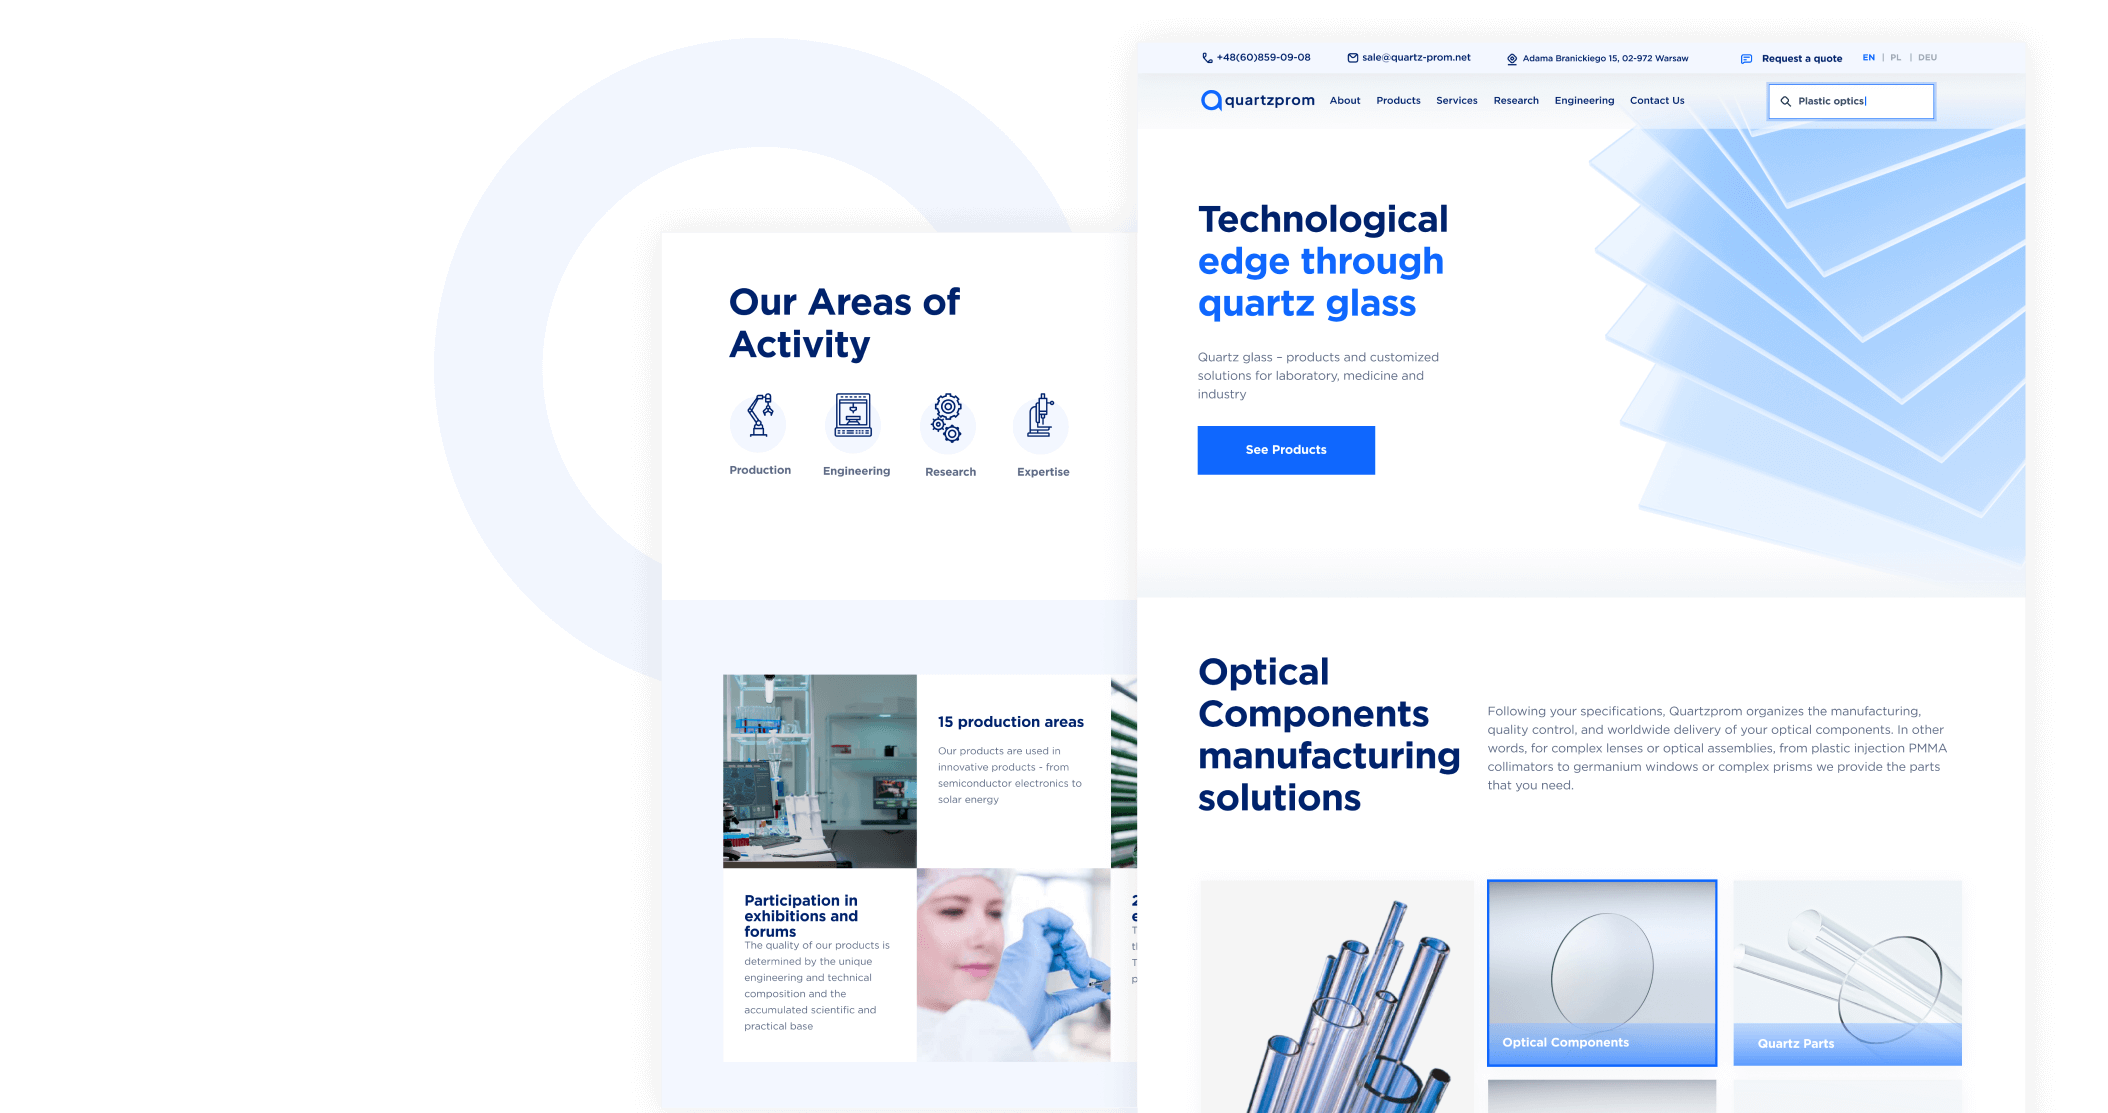 +48(60)859-09-08
sale@quartz-prom.net
Adama Branickiego 15, 02-972 Warsaw
Request a quote
EN | PL | DEU
quartzprom
About Products Services Research Engineering Contact Us
Plastic optics
Technological
edge through
quartz glass
Quartz glass – products and customized
solutions for laboratory, medicine and
industry
See Products
Our Areas of
Activity
Production
Engineering
Research
Expertise
15 production areas
Our products are used in
innovative products - from
semiconductor electronics to
solar energy
Participation in
exhibitions and
forums
The quality of our products is
determined by the unique
engineering and technical
composition and the
accumulated scientific and
practical base
Optical
Components
manufacturing
solutions
Following your specifications, Quartzprom organizes the manufacturing,
quality control, and worldwide delivery of your optical components. In other
words, for complex lenses or optical assemblies, from plastic injection PMMA
collimators to germanium windows or complex prisms we provide the parts
that you need.
Optical Components
Quartz Parts